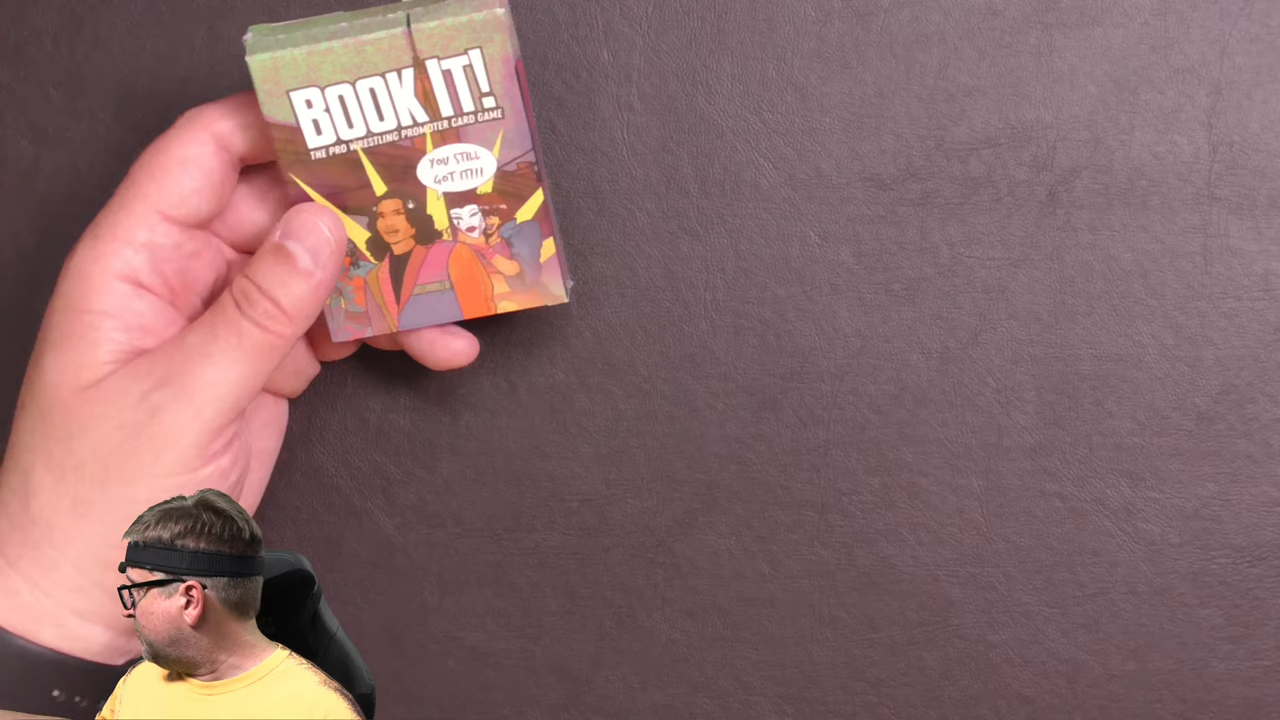 BOOK IT!
THE PRO WRESTLING PROMOTER CARD GAME
YOU STILL
GOT IT!!!